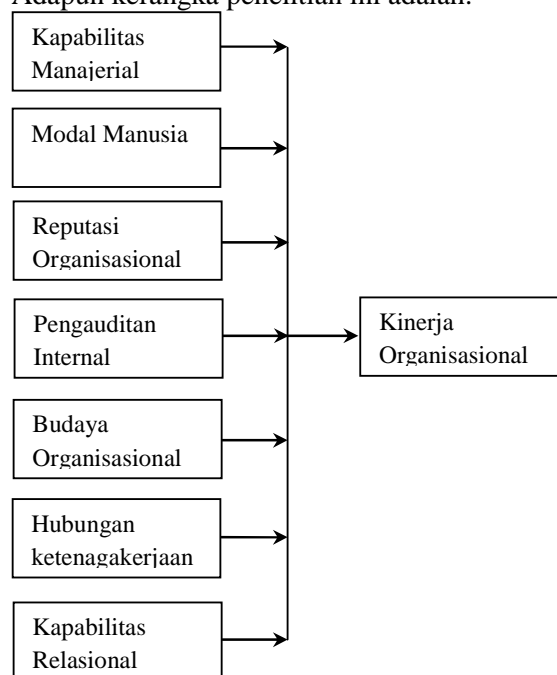 Adapun kerangka penelitian ini adalah:
Kapabilitas
Manajerial
Modal Manusia
Reputasi
Organisasional
Pengauditan
Internal
Kinerja
Organisasional
Budaya
Organisasional
Hubungan
ketenagakerjaan
Kapabilitas
Relasional